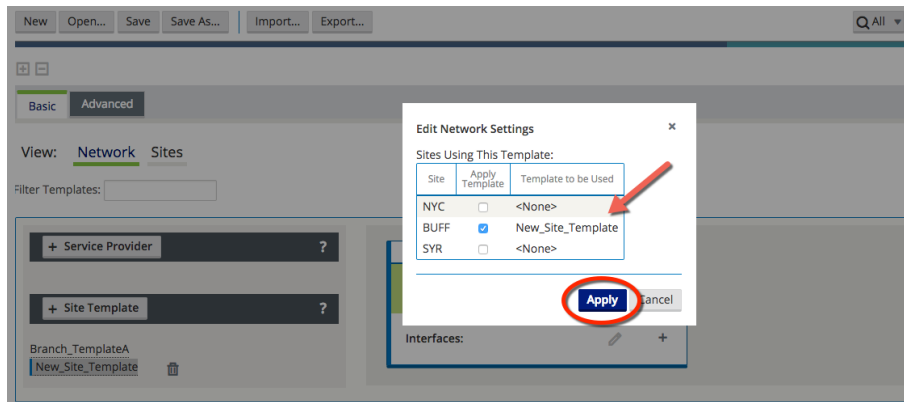 New Open... Save Save As... Import... Export... All
Basic Advanced
View: Network Sites
Filter Templates:
+ Service Provider ?
+ Site Template ?
Branch_TemplateA
New_Site_Template
Edit Network Settings ×
Sites Using This Template:
Site Apply Template Template to be Used
NYC <None>
BUFF New_Site_Template
SYR <None>
Apply Cancel
Interfaces: +